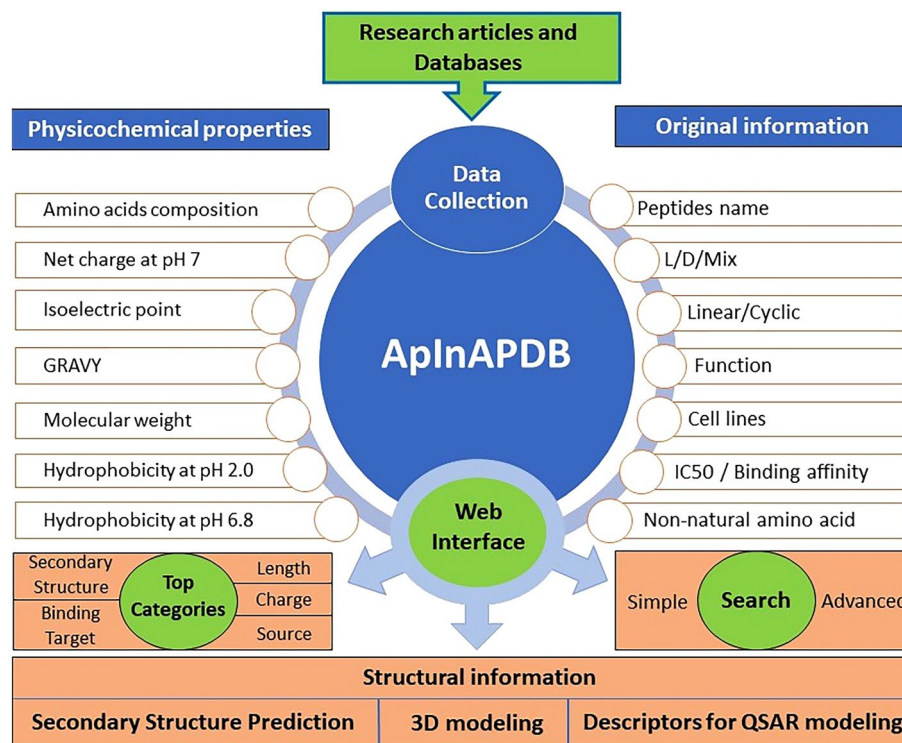 Research articles and
Databases
Physicochemical properties
Original information
Data
Collection
Amino acids composition
Net charge at pH 7
Isoelectric point
GRAVY
Molecular weight
Hydrophobicity at pH 2.0
Hydrophobicity at pH 6.8
ApInAPDB
Peptides name
L/D/Mix
Linear/Cyclic
Function
Cell lines
IC50 / Binding affinity
Non-natural amino acid
Web
Interface
Secondary
Structure
Binding
Target
Top
Categories
Length
Charge
Source
Simple
Search
Advanced
Structural information
Secondary Structure Prediction
3D modeling
Descriptors for QSAR modeling